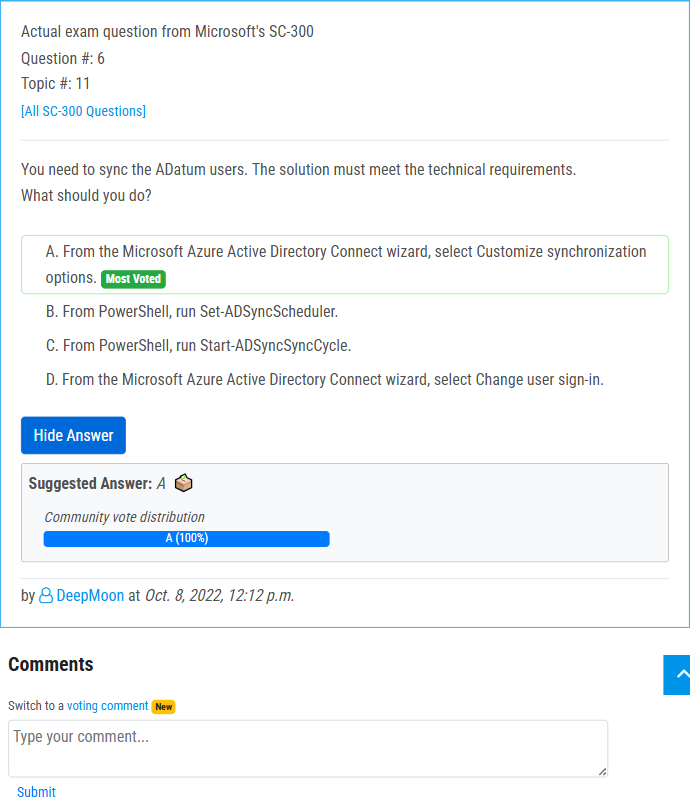 Actual exam question from Microsoft's SC-300
Question #: 6
Topic #: 11
[All SC-300 Questions]
You need to sync the ADatum users. The solution must meet the technical requirements.
What should you do?
A. From the Microsoft Azure Active Directory Connect wizard, select Customize synchronization
options. Most Voted
B. From PowerShell, run Set-ADSyncScheduler.
C. From PowerShell, run Start-ADSyncSyncCycle.
D. From the Microsoft Azure Active Directory Connect wizard, select Change user sign-in.
Hide Answer
Suggested Answer: A
Community vote distribution
A (100%)
by DeepMoon at Oct. 8, 2022, 12:12 p.m.
Comments
Switch to a voting comment New
Type your comment...
Submit